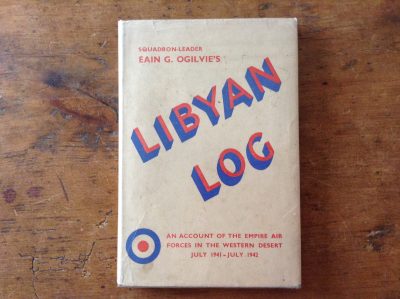 SQUADRON-LEADER
EAIN G. OGILVIE'S
LIBYAN
LOG
AN ACCOUNT OF THE EMPIRE AIR
FORCES IN THE WESTERN DESERT
JULY 1941-JULY 1942